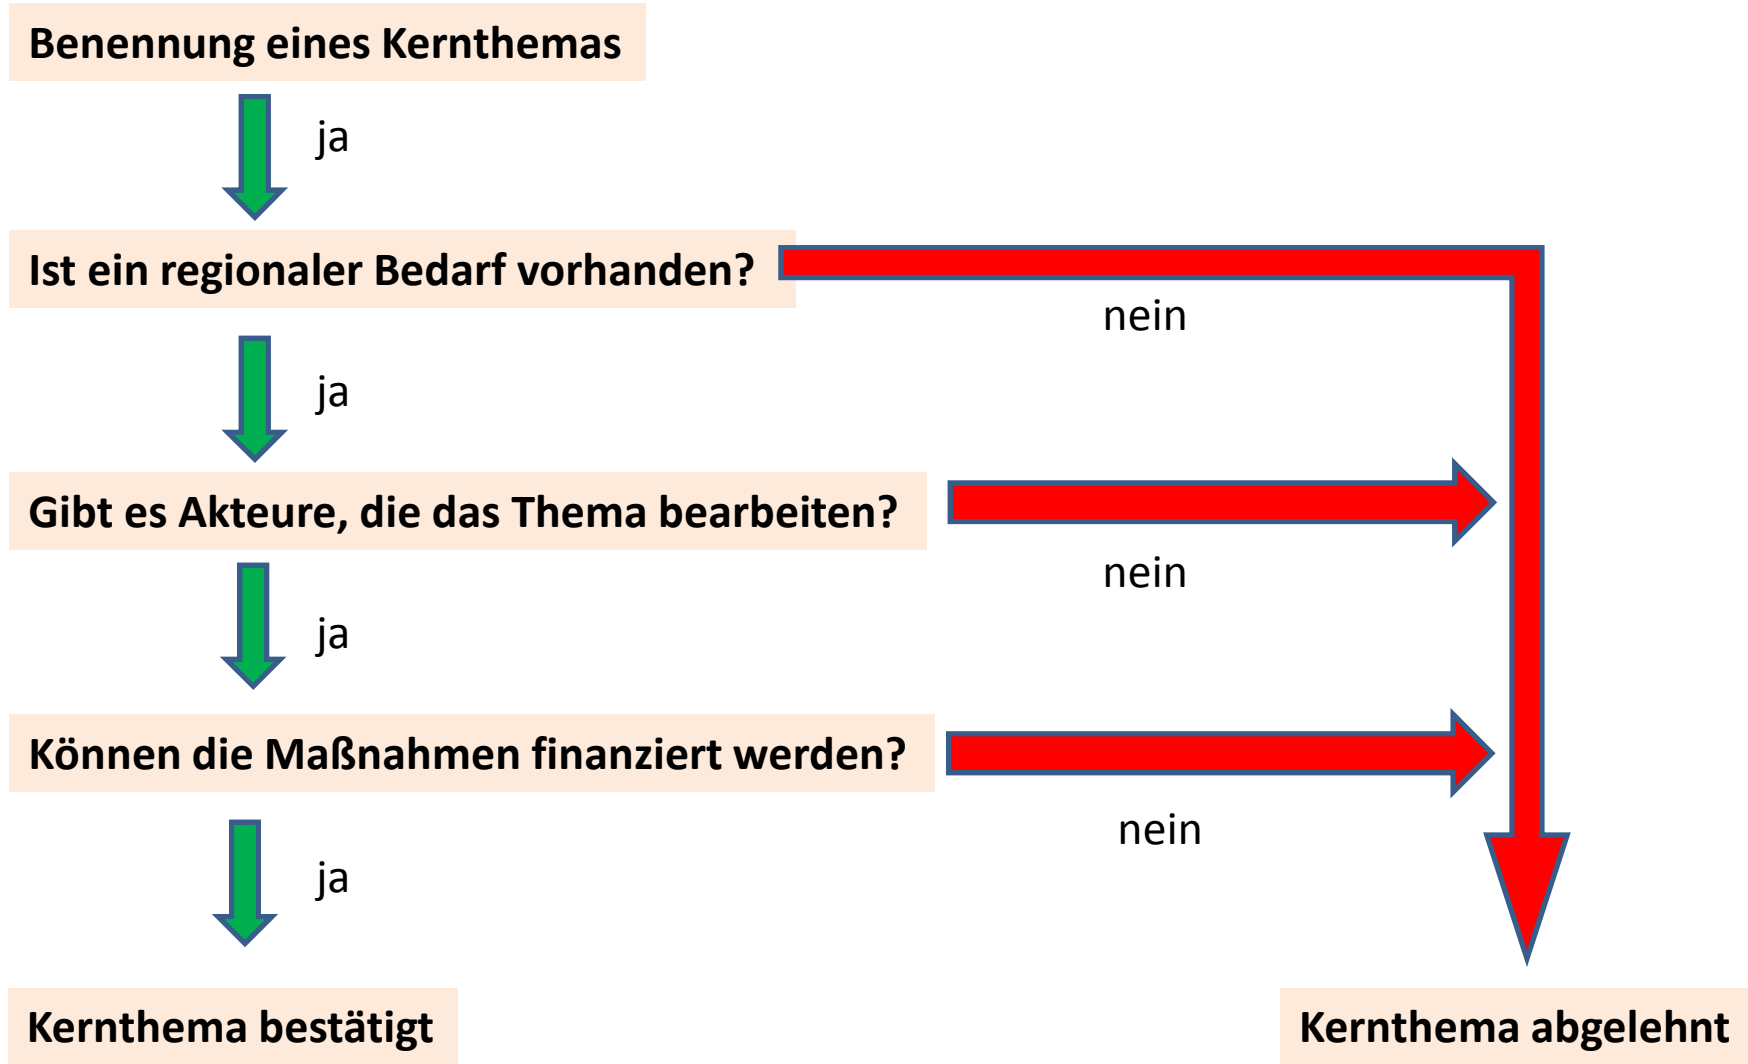 Benennung eines Kernthemas
ja
Ist ein regionaler Bedarf vorhanden?
nein
ja
Gibt es Akteure, die das Thema bearbeiten?
nein
ja
Können die Maßnahmen finanziert werden?
nein
ja
Kernthema bestätigt
Kernthema abgelehnt